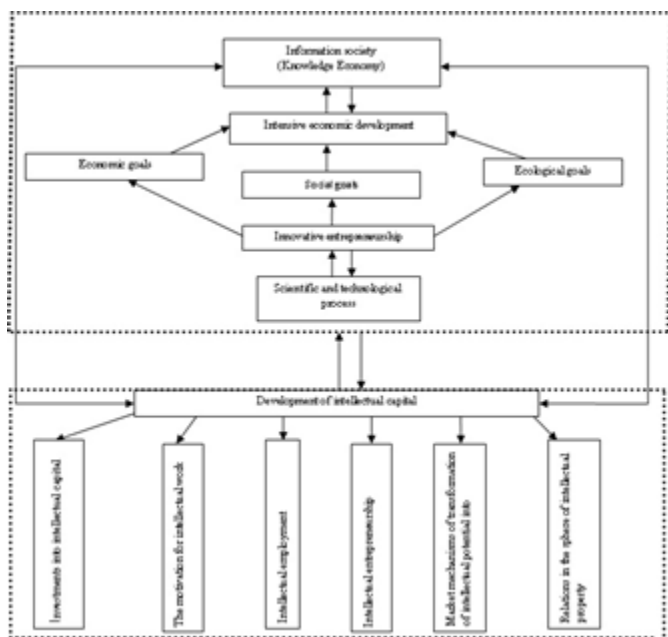 Information society
(Knowledge Economy)
Intensive economic development
Economic goals
Ecological goals
Social goals
Innovative entrepreneurship
Scientific and technological
process
Development of intellectual capital
Investments into intellectual capital
The motivation for intellectual work
Intellectual employment
Intellectual entrepreneurship
Market mechanisms of transformation
of intellectual potential into
Relations in the sphere of intellectual
property